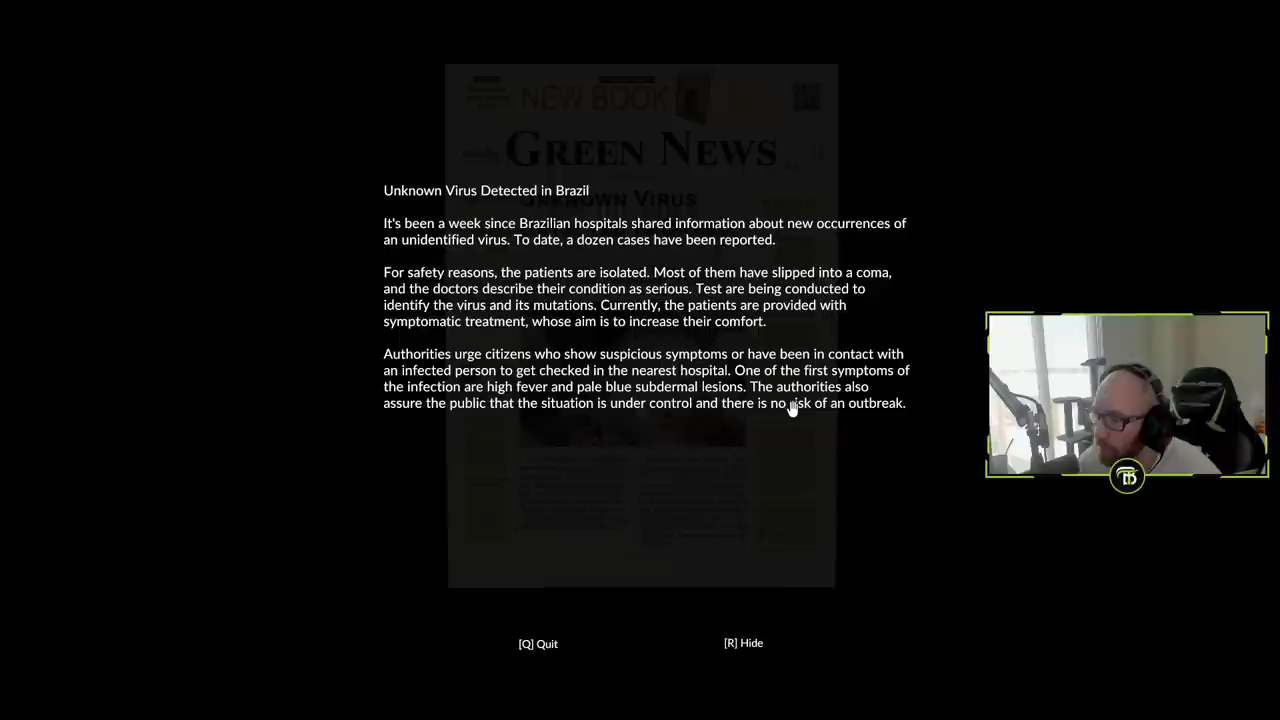 NEW BOOK
GREEN NEWS
UNKNOWN VIRUS
Unknown Virus Detected in Brazil
It's been a week since Brazilian hospitals shared information about new occurrences of
an unidentified virus. To date, a dozen cases have been reported.
For safety reasons, the patients are isolated. Most of them have slipped into a coma,
and the doctors describe their condition as serious. Test are being conducted to
identify the virus and its mutations. Currently, the patients are provided with
symptomatic treatment, whose aim is to increase their comfort.
Authorities urge citizens who show suspicious symptoms or have been in contact with
an infected person to get checked in the nearest hospital. One of the first symptoms of
the infection are high fever and pale blue subdermal lesions. The authorities also
assure the public that the situation is under control and there is no risk of an outbreak.
[Q] Quit
[R] Hide